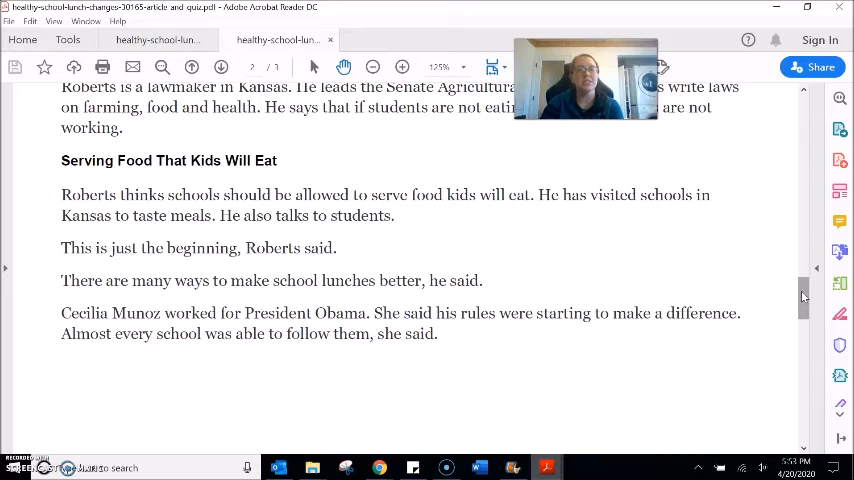 healthy-school-lunch-changes-30165-article and quiz.pdf - Adobe Acrobat Reader DC
File Edit View Window Help
Home Tools healthy-school-lun... healthy-school-lun... × Sign In
2 / 3 125% Share
Roberts is a lawmaker in Kansas. He leads the Senate Agricultura s write laws
on farming, food and health. He says that if students are not eati are not
working.
Serving Food That Kids Will Eat
Roberts thinks schools should be allowed to serve food kids will eat. He has visited schools in
Kansas to taste meals. He also talks to students.
This is just the beginning, Roberts said.
There are many ways to make school lunches better, he said.
Cecilia Munoz worked for President Obama. She said his rules were starting to make a difference.
Almost every school was able to follow them, she said.
RECORDED WITH
SCREENCAST to search
5:53 PM
4/20/2020